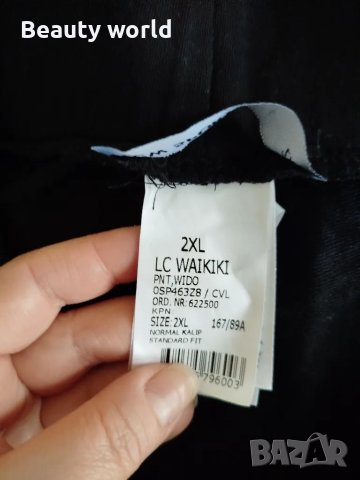 Beauty world
2XL
LC WAIKIKI
PNT,WIDO
0SP463Z8 / CVL
ORD. NR:622500
KPN
SIZE:2XL 167/89A
NORMAL KALIP
STANDARD FIT
796003
BAZAR